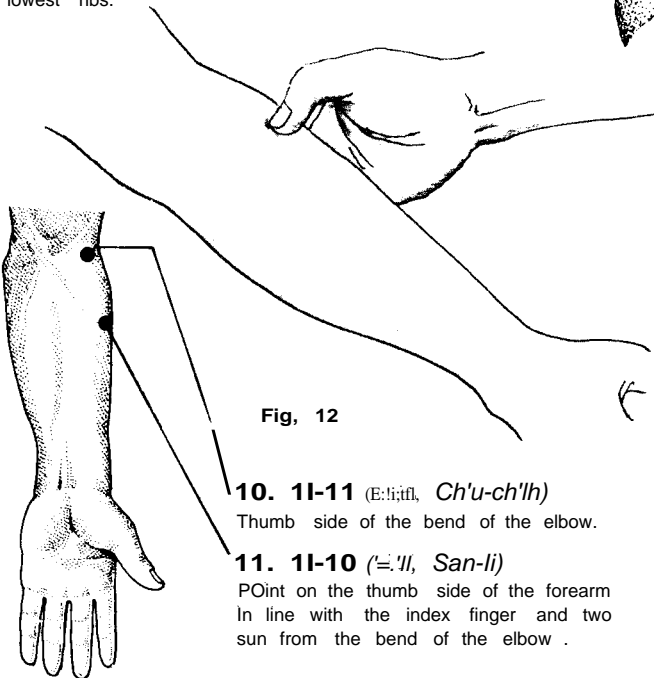 lowest ribs.
Fig, 12
10. 1I-11 (E:!i;tfl, Ch'u-ch'lh)
Thumb side of the bend of the elbow.
11. 1I-10 ('=.'ll, San-li)
POint on the thumb side of the forearm
In line with the index finger and two
sun from the bend of the elbow .